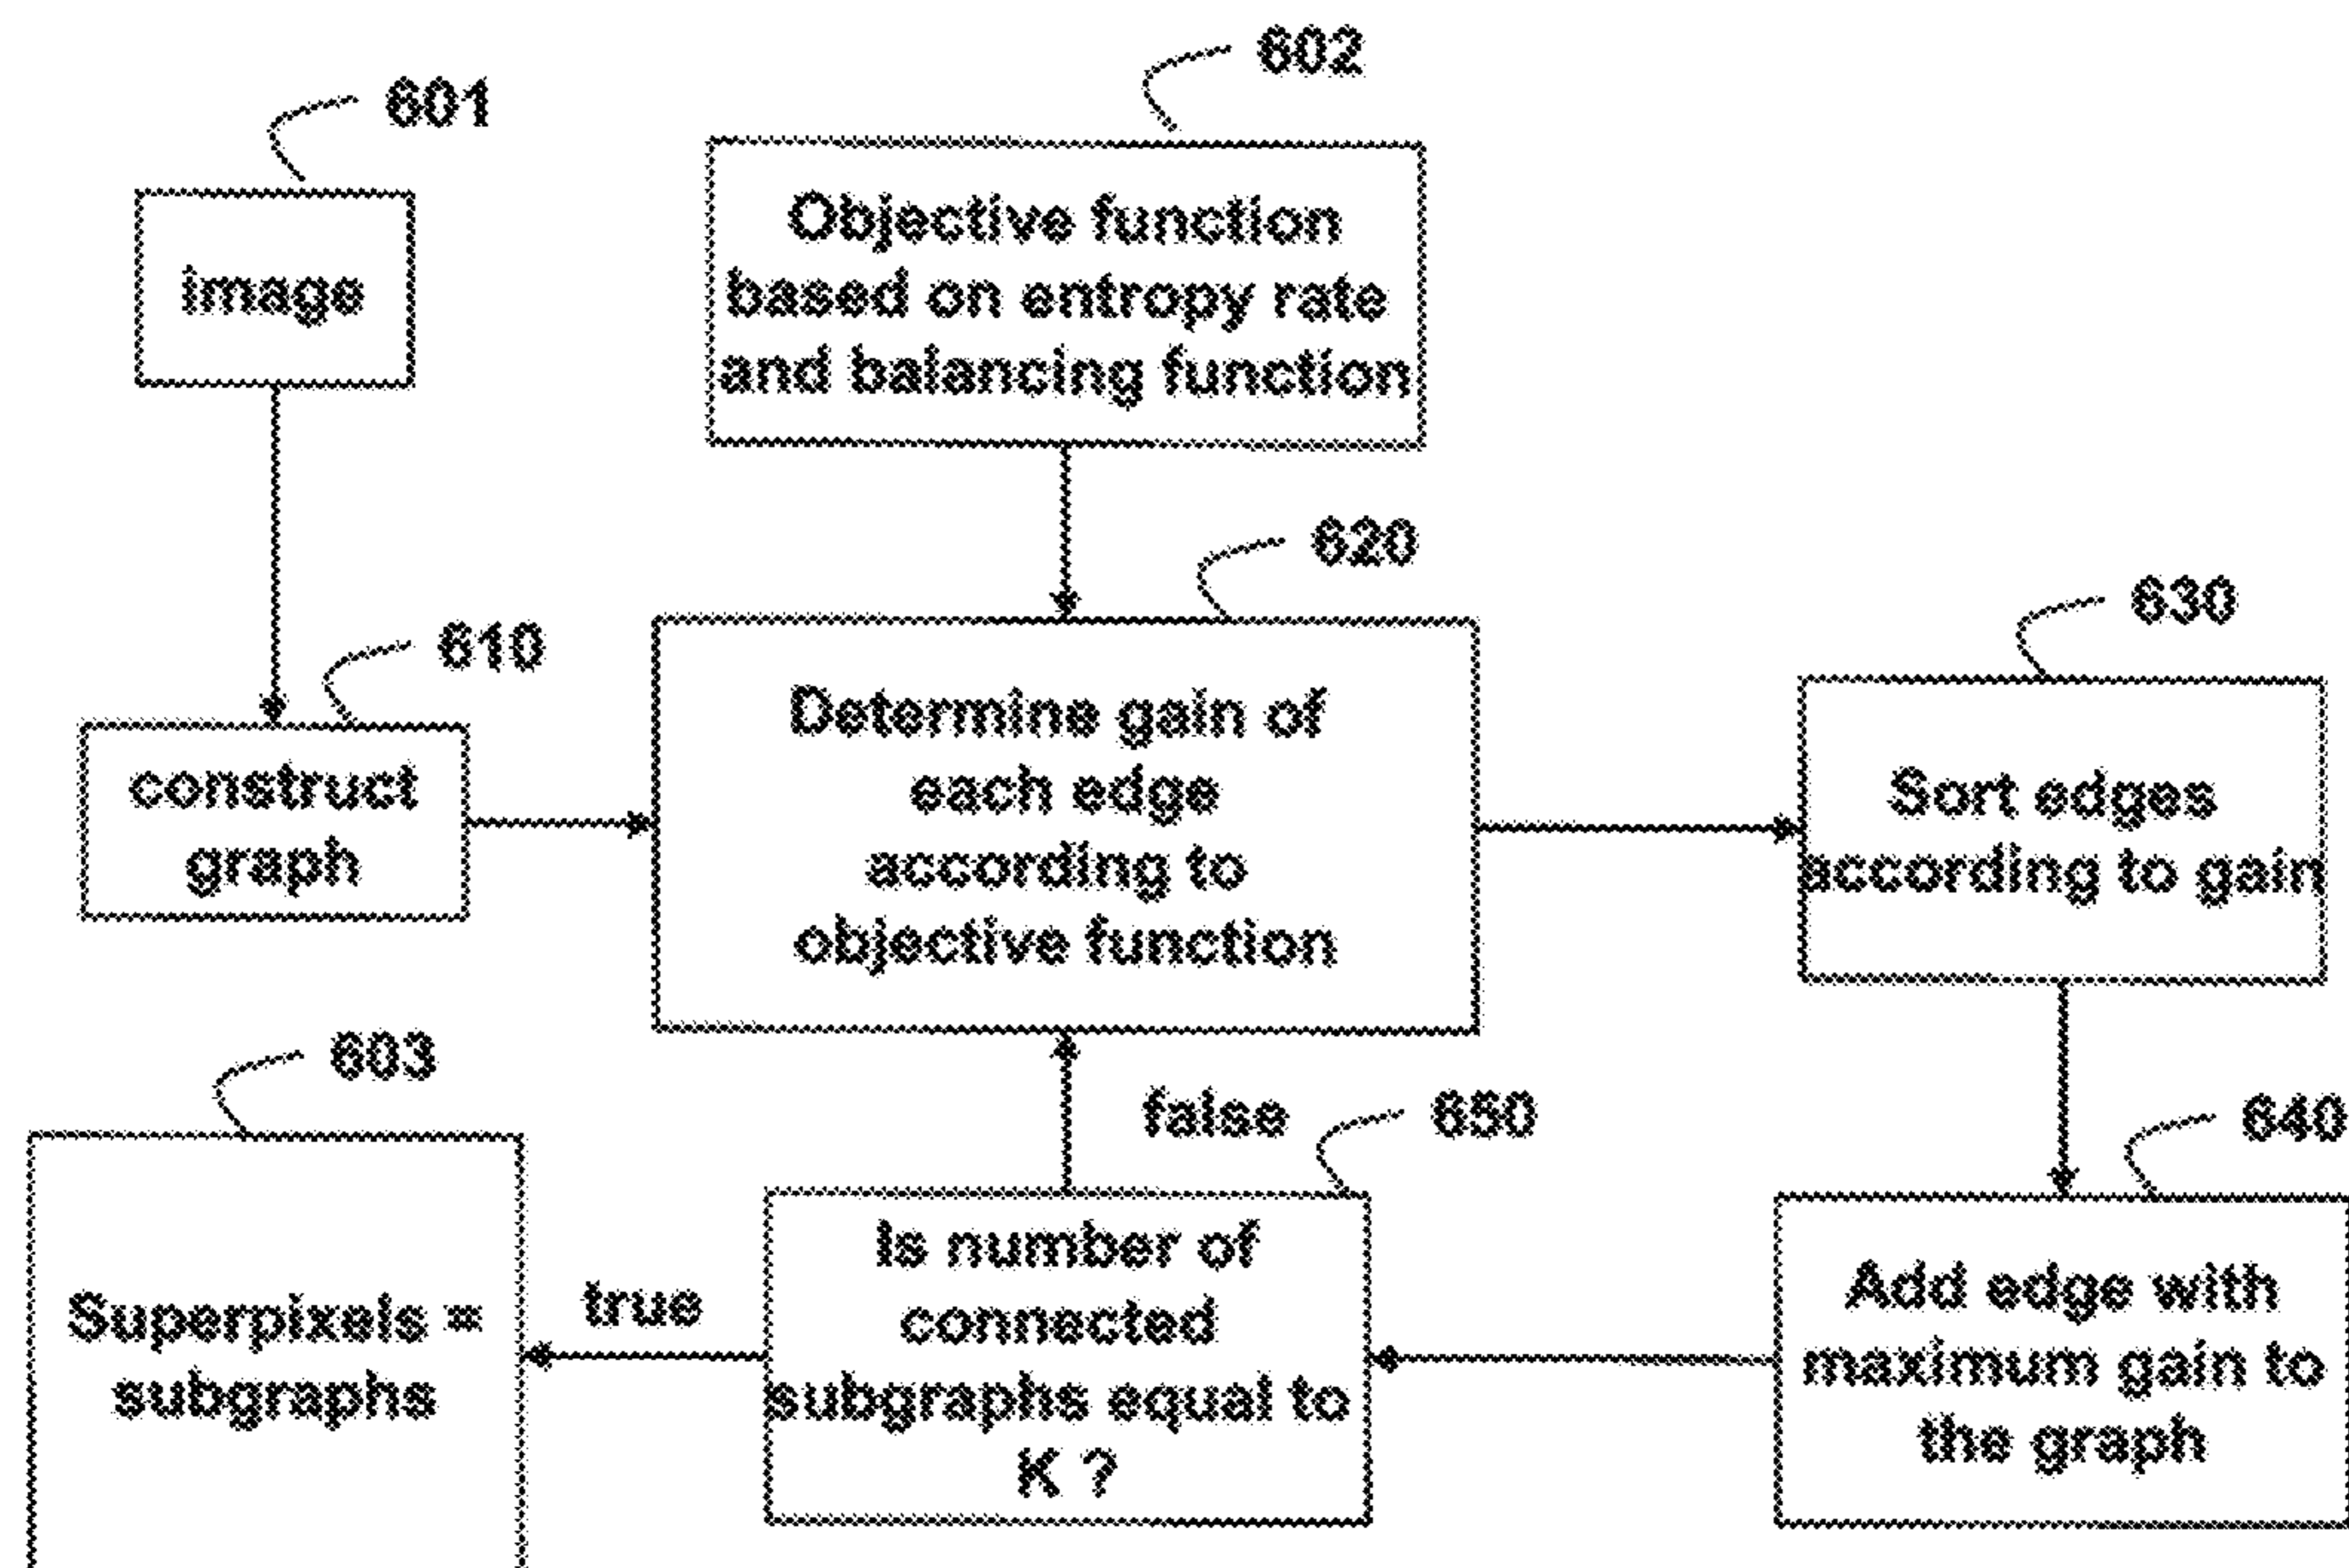 602
601
Objective function
based on entropy rate
and balancing function
image
620
630
610
Determine gain of
each edge
according to
objective function
construct
graph
Sort edges
according to gain
603
false
650
640
Is number of
connected
subgraphs equal to
K ?
true
Superpixels =
subgraphs
Add edge with
maximum gain to
the graph